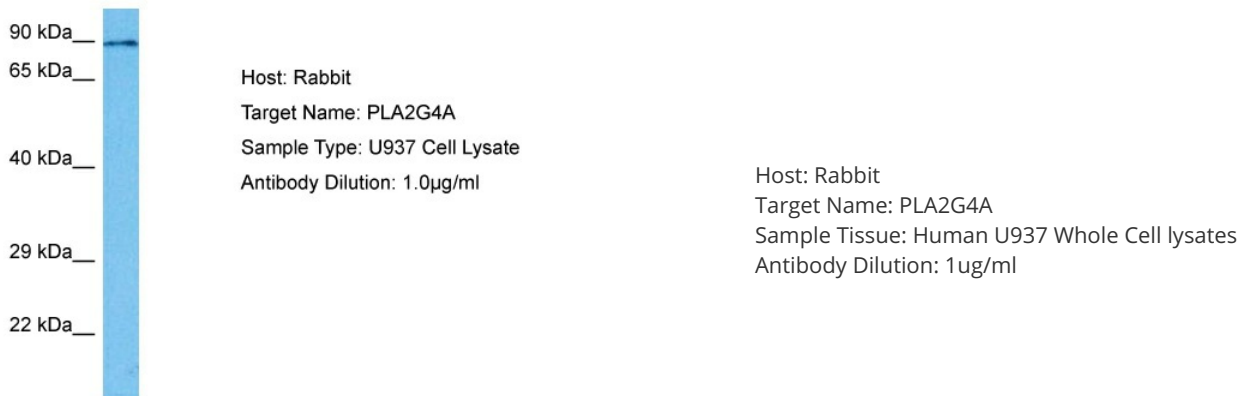 90 kDa__
65 kDa__
40 kDa__
29 kDa__
22 kDa__
Host: Rabbit
Target Name: PLA2G4A
Sample Type: U937 Cell Lysate
Antibody Dilution: 1.0µg/ml
Host: Rabbit
Target Name: PLA2G4A
Sample Tissue: Human U937 Whole Cell lysates
Antibody Dilution: 1ug/ml